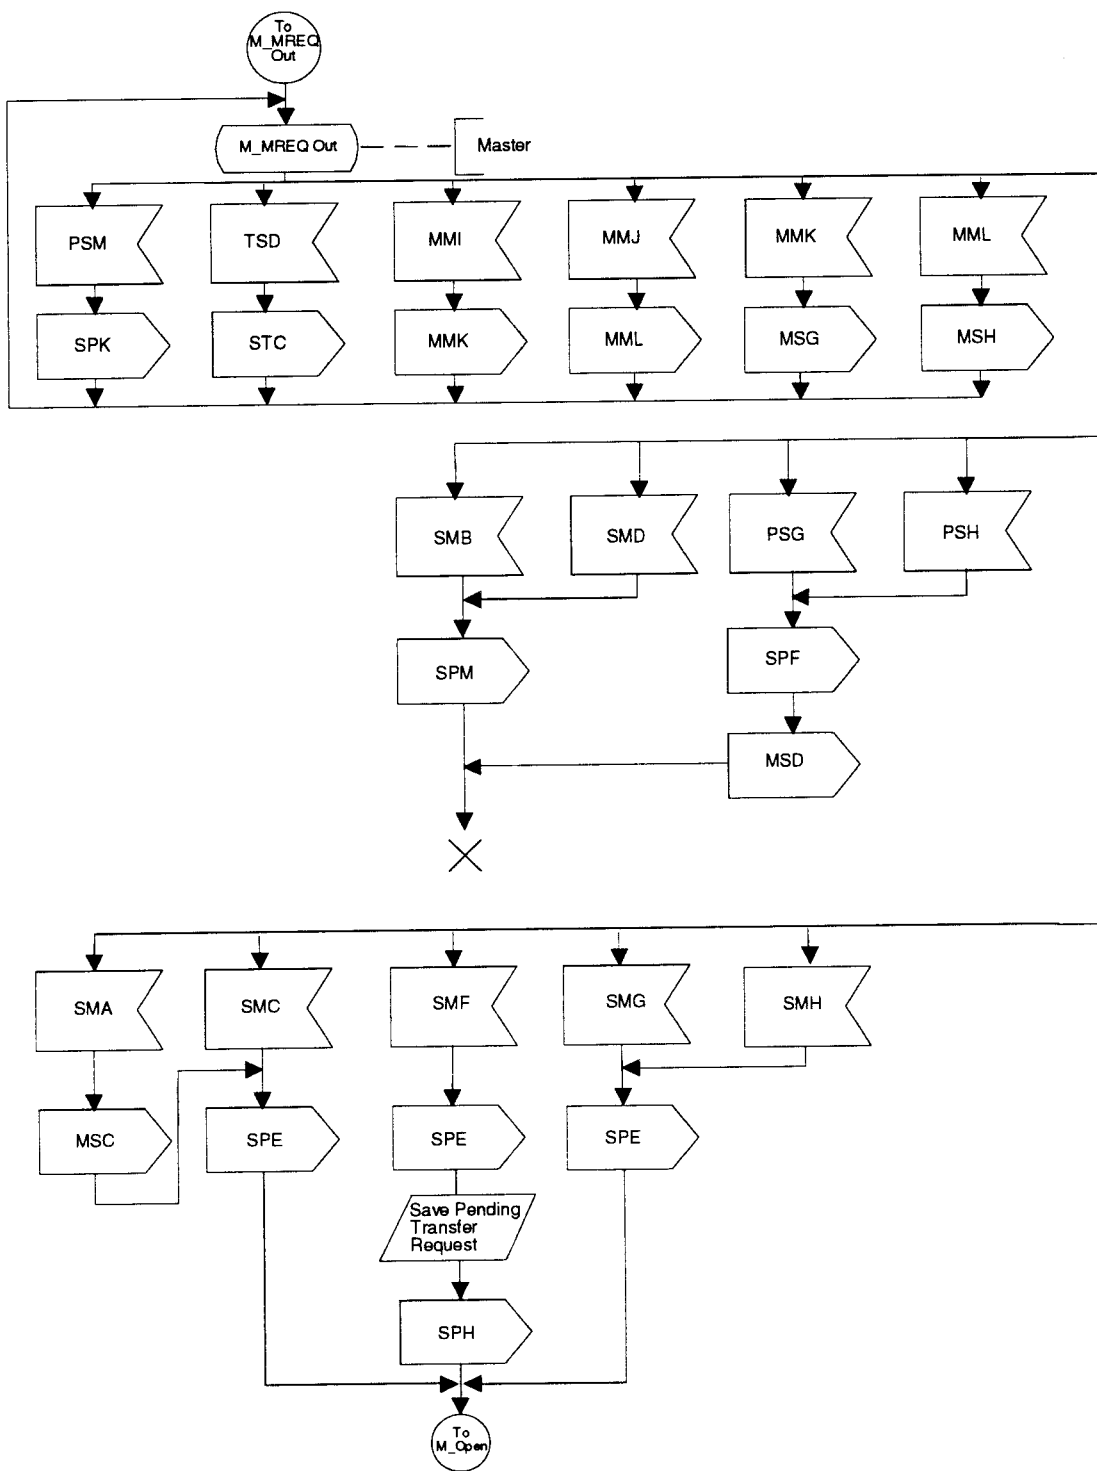 To
M_MREQ
Out
M_MREQ Out
Master
PSM
TSD
MMI
MMJ
MMK
MML
SPK
STC
MMK
MML
MSG
MSH
SMB
SMD
PSG
PSH
SPM
SPF
MSD
SMA
SMC
SMF
SMG
SMH
MSC
SPE
SPE
SPE
Save Pending
Transfer
Request
SPH
To
M_Open